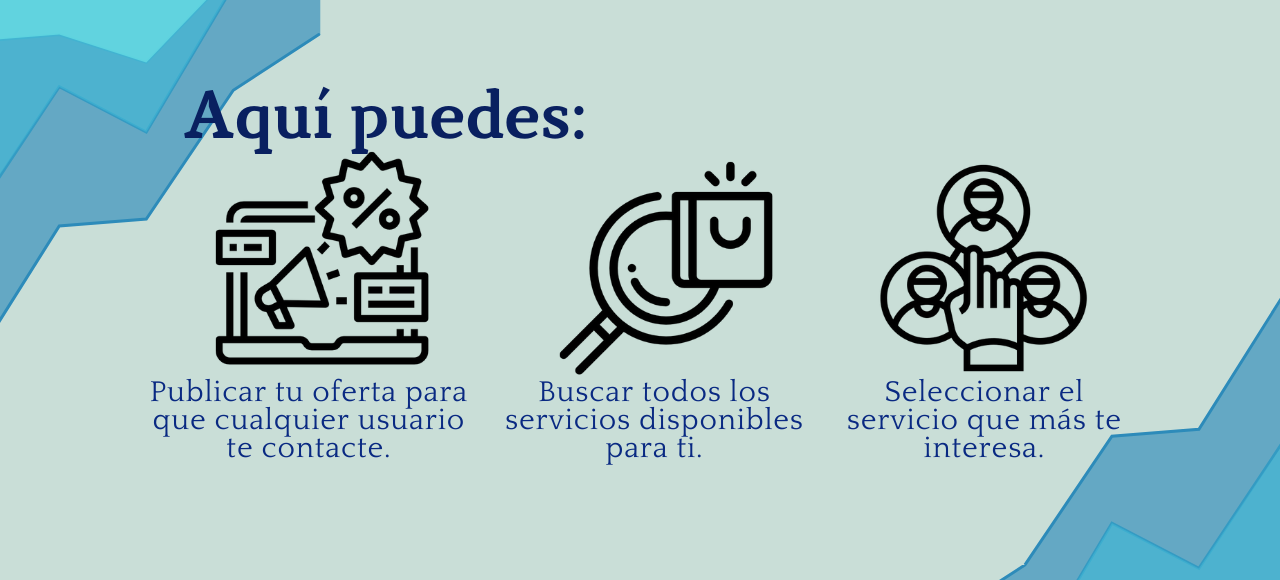 Aquí puedes:
%
Publicar tu oferta para
que cualquier usuario
te contacte.
Buscar todos los
servicios disponibles
para ti.
Seleccionar el
servicio que más te
interesa.